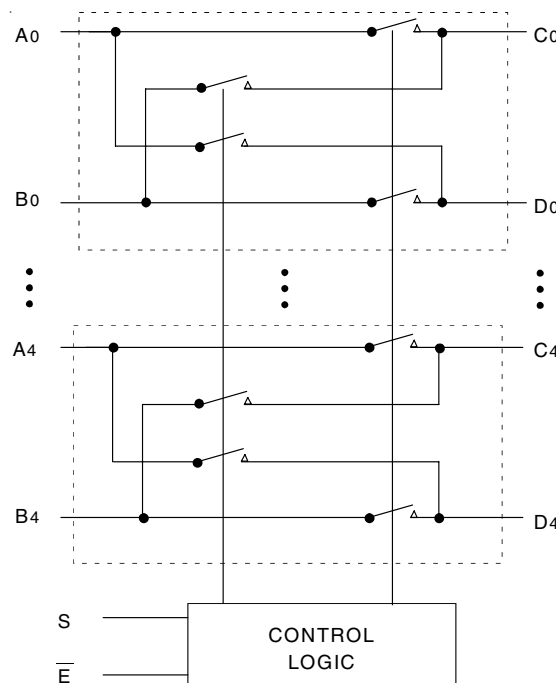 A0 C0
B0 D0
A4 C4
B4 D4
S
CONTROL
LOGIC
E̅